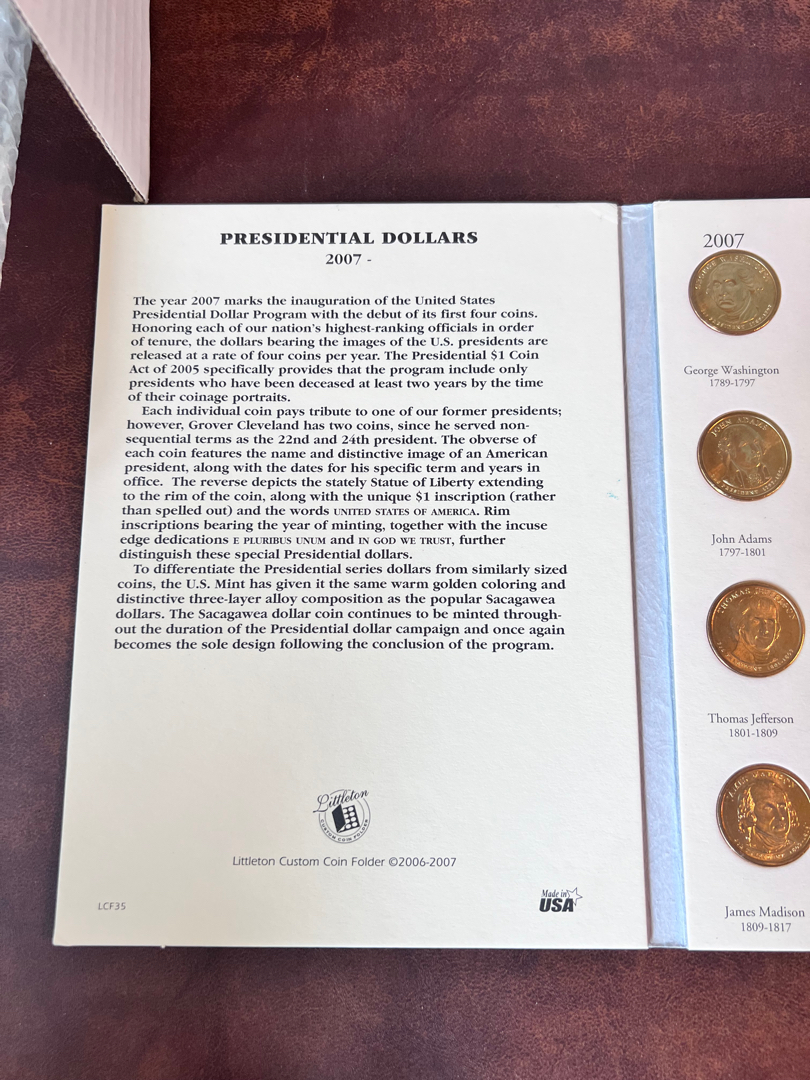 PRESIDENTIAL DOLLARS
2007 -
The year 2007 marks the inauguration of the United States
Presidential Dollar Program with the debut of its first four coins.
Honoring each of our nation's highest-ranking officials in order
of tenure, the dollars bearing the images of the U.S. presidents are
released at a rate of four coins per year. The Presidential $1 Coin
Act of 2005 specifically provides that the program include only
presidents who have been deceased at least two years by the time
of their coinage portraits.
Each individual coin pays tribute to one of our former presidents;
however, Grover Cleveland has two coins, since he served non-
sequential terms as the 22nd and 24th president. The obverse of
each coin features the name and distinctive image of an American
president, along with the dates for his specific term and years in
office. The reverse depicts the stately Statue of Liberty extending
to the rim of the coin, along with the unique $1 inscription (rather
than spelled out) and the words UNITED STATES OF AMERICA. Rim
inscriptions bearing the year of minting, together with the incuse
edge dedications E PLURIBUS UNUM and IN GOD WE TRUST, further
distinguish these special Presidential dollars.
To differentiate the Presidential series dollars from similarly sized
coins, the U.S. Mint has given it the same warm golden coloring and
distinctive three-layer alloy composition as the popular Sacagawea
dollars. The Sacagawea dollar coin continues to be minted through-
out the duration of the Presidential dollar campaign and once again
becomes the sole design following the conclusion of the program.
Littleton
CUSTOM COIN FOLDER
Littleton Custom Coin Folder ©2006-2007
LCF35
Made in
USA
2007
George Washington
1789-1797
JOHN ADAMS
John Adams
1797-1801
THOMAS JEFFERSON
Thomas Jefferson
1801-1809
James Madison
1809-1817